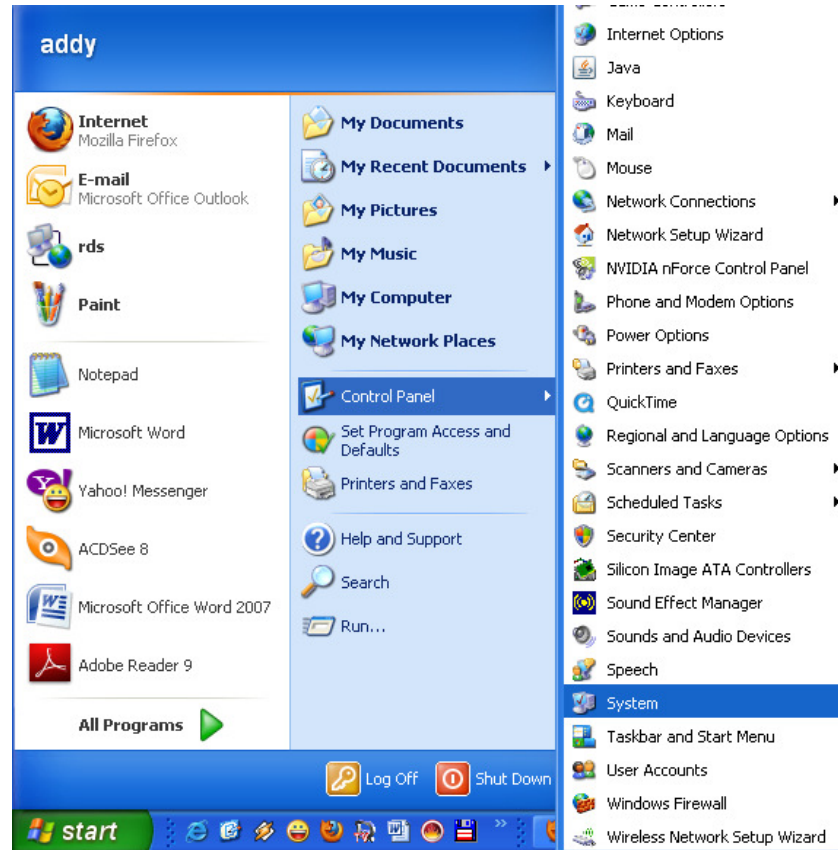 addy
Internet
Mozilla Firefox
E-mail
Microsoft Office Outlook
rds
Paint
Notepad
Microsoft Word
Yahoo! Messenger
ACDSee 8
Microsoft Office Word 2007
Adobe Reader 9
All Programs
My Documents
My Recent Documents
My Pictures
My Music
My Computer
My Network Places
Control Panel
Set Program Access and
Defaults
Printers and Faxes
Help and Support
Search
Run...
Log Off
Shut Down
start
Internet Options
Java
Keyboard
Mail
Mouse
Network Connections
Network Setup Wizard
NVIDIA nForce Control Panel
Phone and Modem Options
Power Options
Printers and Faxes
QuickTime
Regional and Language Options
Scanners and Cameras
Scheduled Tasks
Security Center
Silicon Image ATA Controllers
Sound Effect Manager
Sounds and Audio Devices
Speech
System
Taskbar and Start Menu
User Accounts
Windows Firewall
Wireless Network Setup Wizard